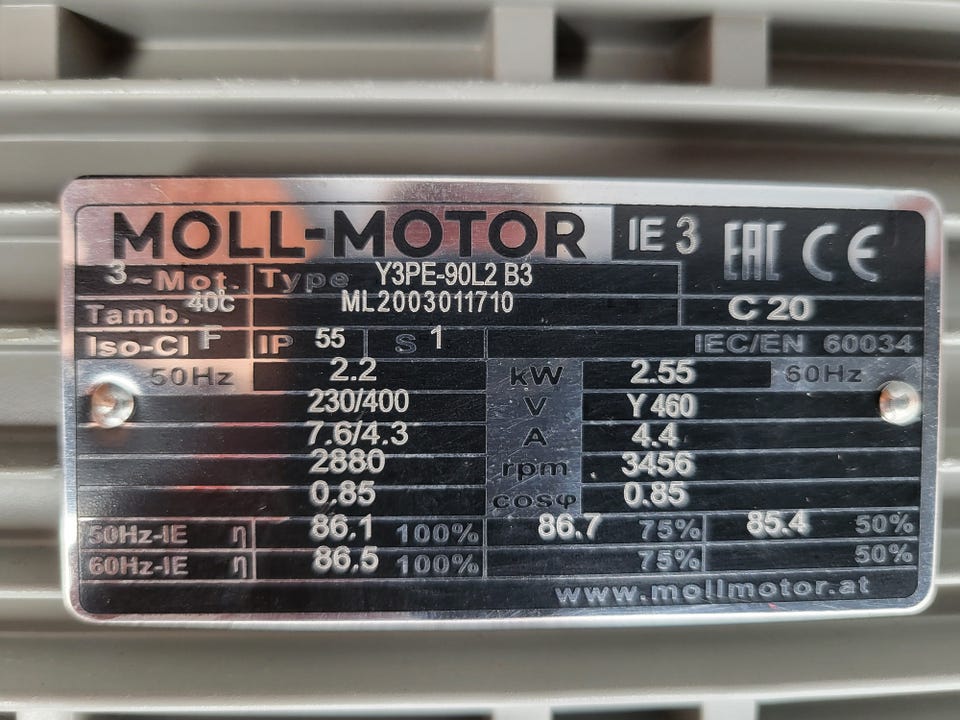 MOLL-MOTOR IE 3 EAC CE
3~Mot. Type Y3PE-90L2 B3
Tamb. 40°C ML2003011710 C 20
Iso-Cl F IP 55 S 1 IEC/EN 60034
50Hz 2.2 kW 2.55 60Hz
230/400 V Y 460
7.6/4.3 A 4.4
2880 rpm 3456
0.85 cosφ 0.85
50Hz-IE η 86.1 100% 86.7 75% 85.4 50%
60Hz-IE η 86.5 100% 75% 50%
www.mollmotor.at